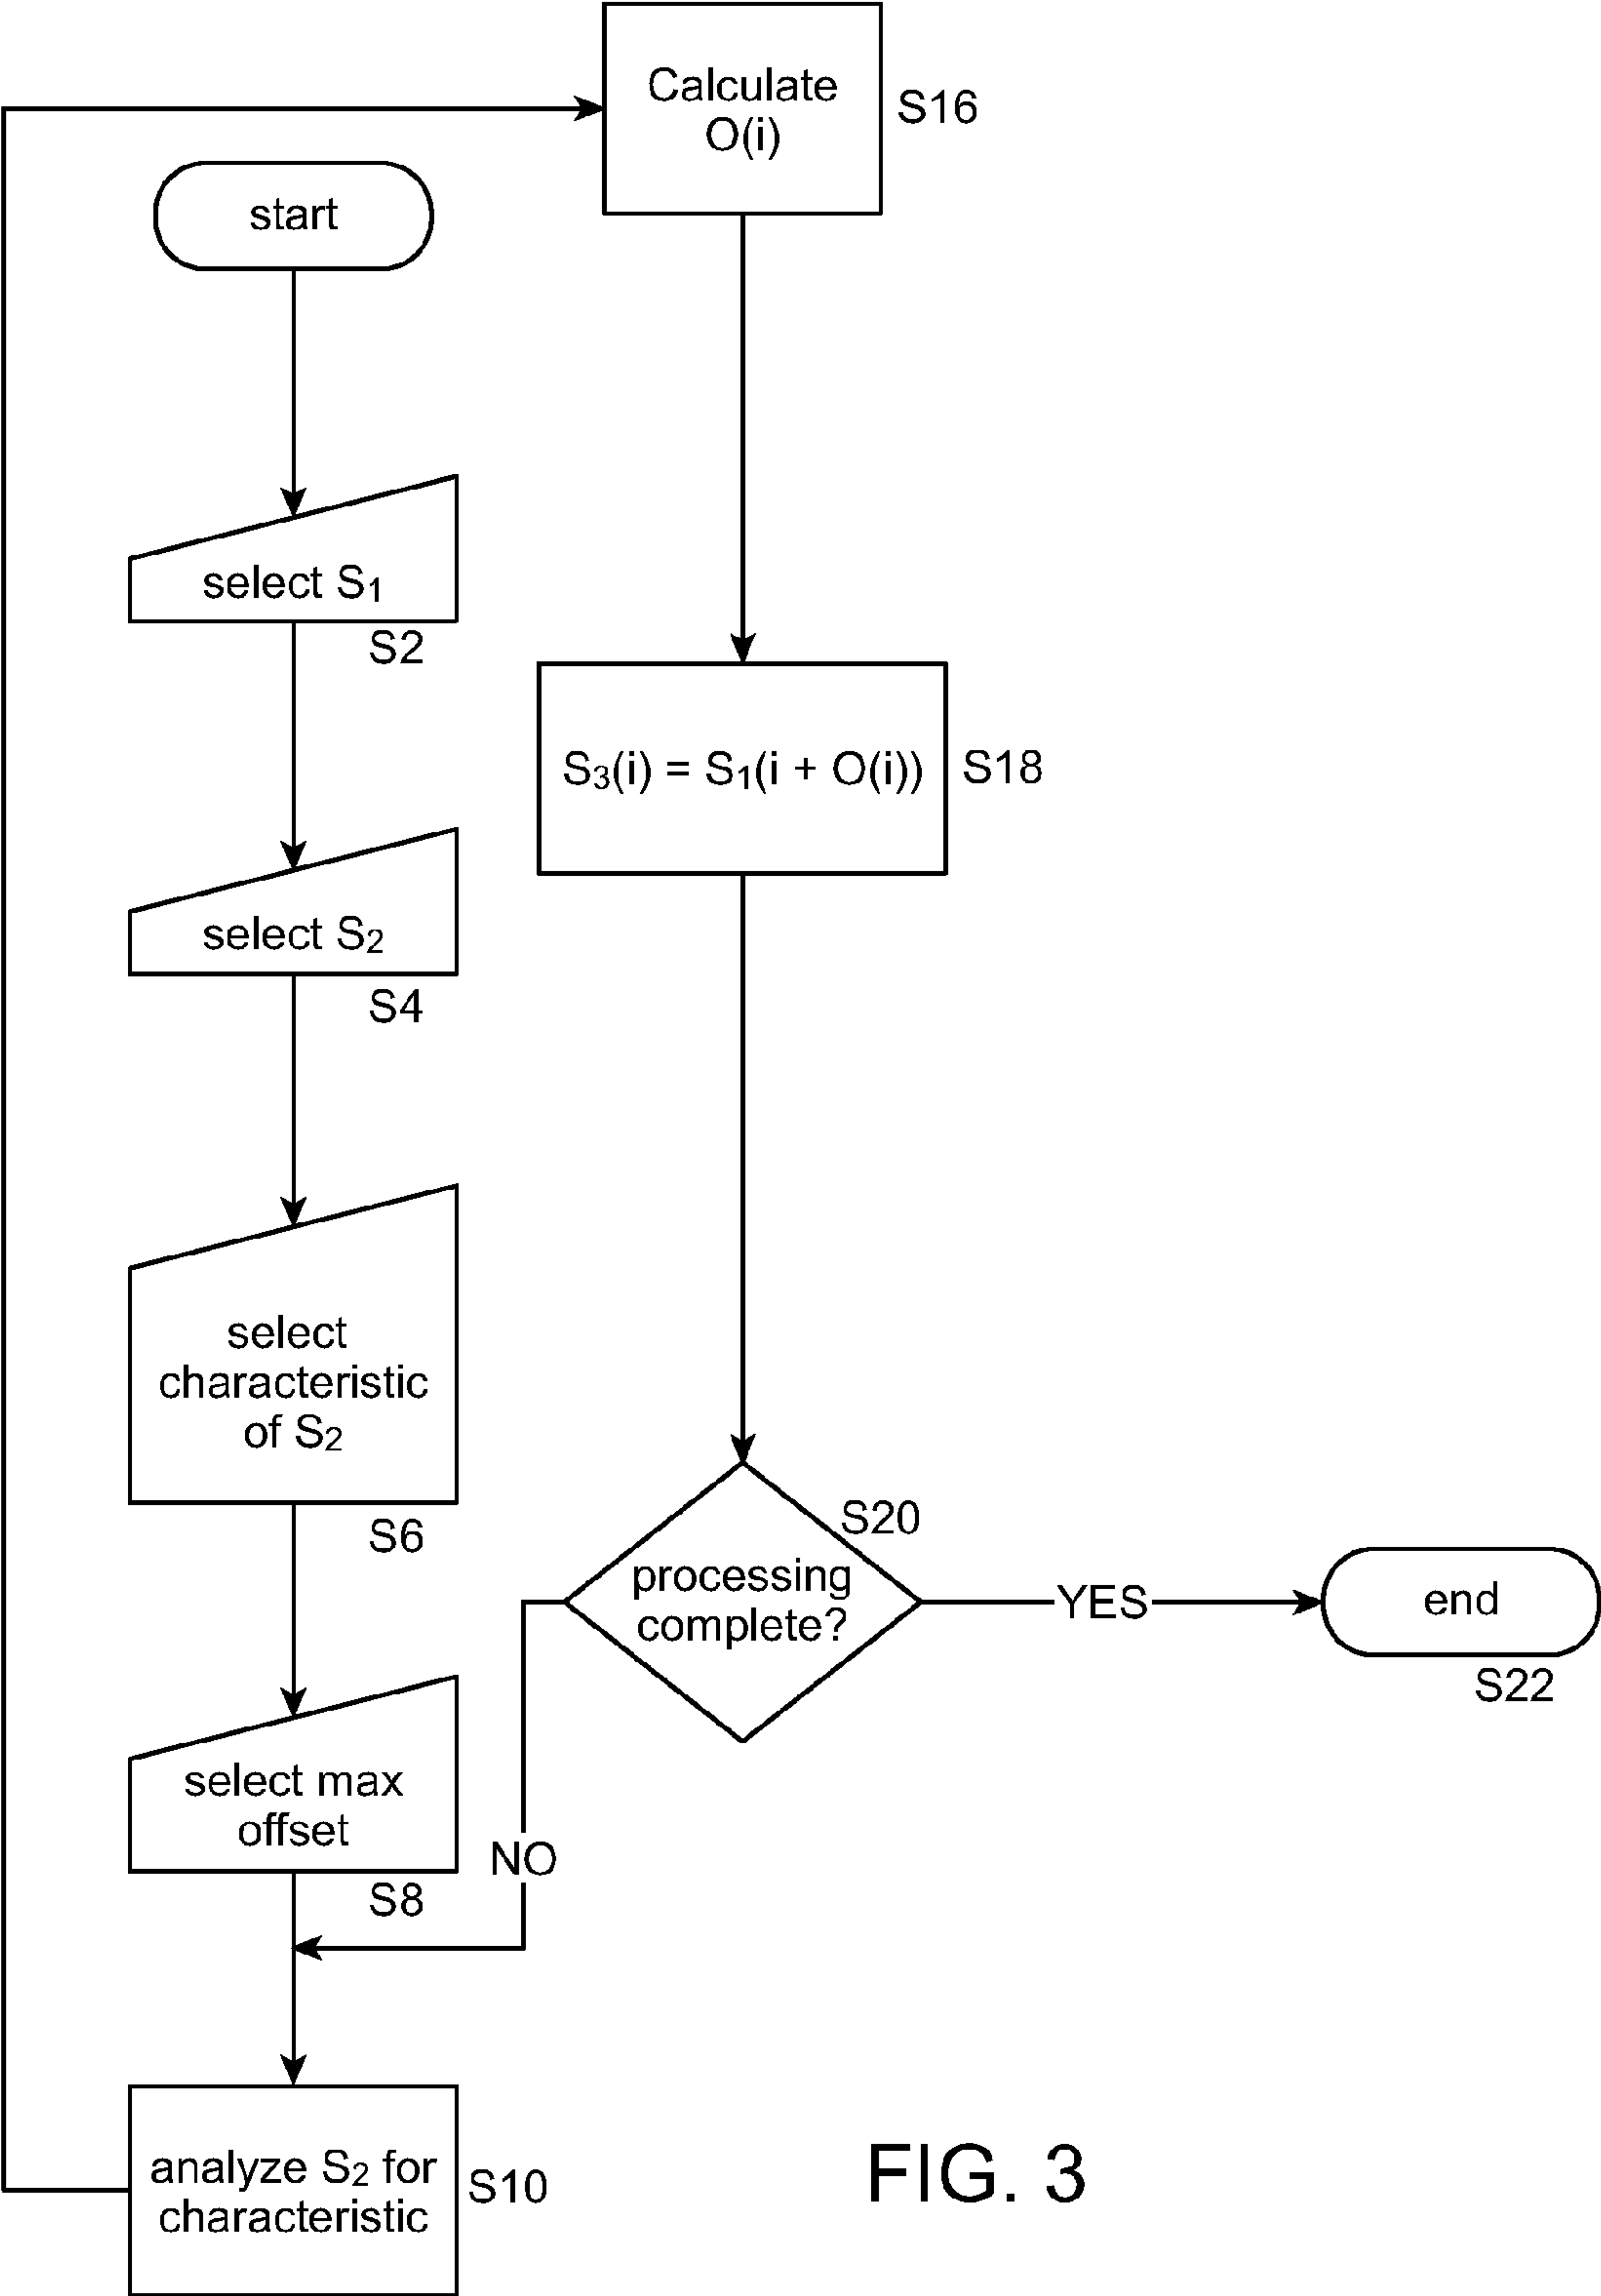 start
select S₁
S2
select S₂
S4
select
characteristic
of S₂
S6
select max
offset
S8
analyze S₂ for
characteristic
S10
Calculate
O(i)
S16
S₃(i) = S₁(i + O(i))
S18
processing
complete?
S20
NO
YES
end
S22
FIG. 3